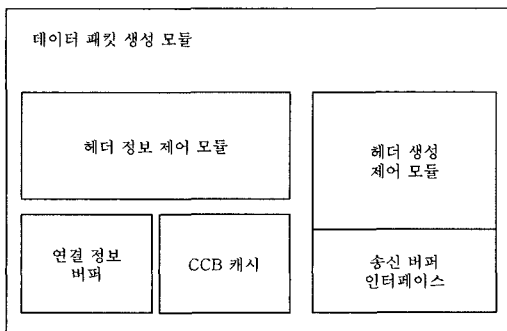 데이터 패킷 생성 모듈
헤더 정보 제어 모듈
헤더 생성
제어 모듈
연결 정보
버퍼
CCB 캐시
송신 버퍼
인터페이스